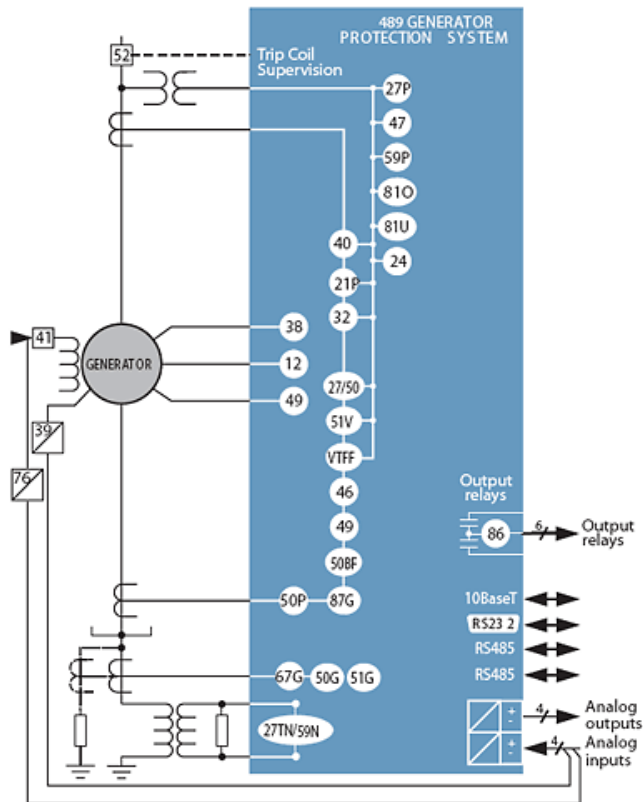 489 GENERATOR
PROTECTION SYSTEM
52
Trip Coil
Supervision
27P
47
59P
81O
81U
40
24
21P
32
38
41
GENERATOR
12
27/50
49
51V
39
VTFF
76
46
Output
relays
49
86
6
Output
relays
50BF
50P
87G
10BaseT
RS23 2
RS485
67G
50G
51G
RS485
27TN/59N
+
-
4
Analog
outputs
+
-
4
Analog
inputs